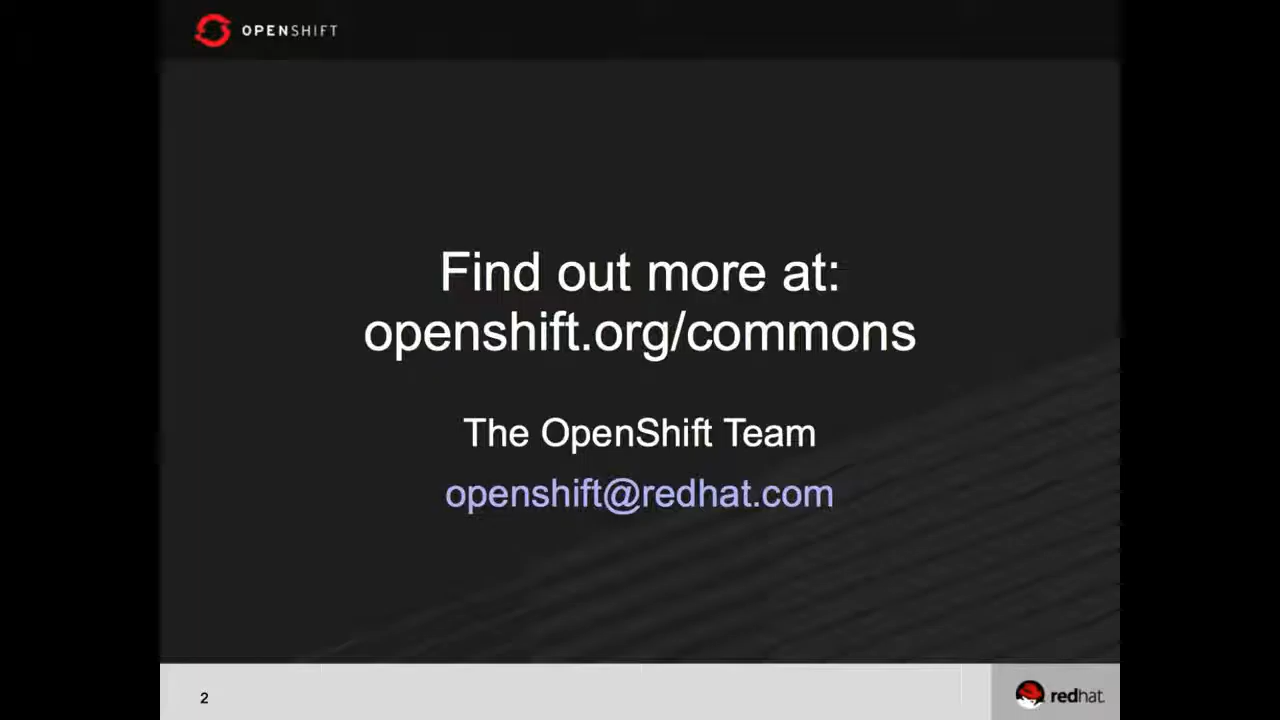 OPENSHIFT
Find out more at:
openshift.org/commons
The OpenShift Team
openshift@redhat.com
2
redhat.